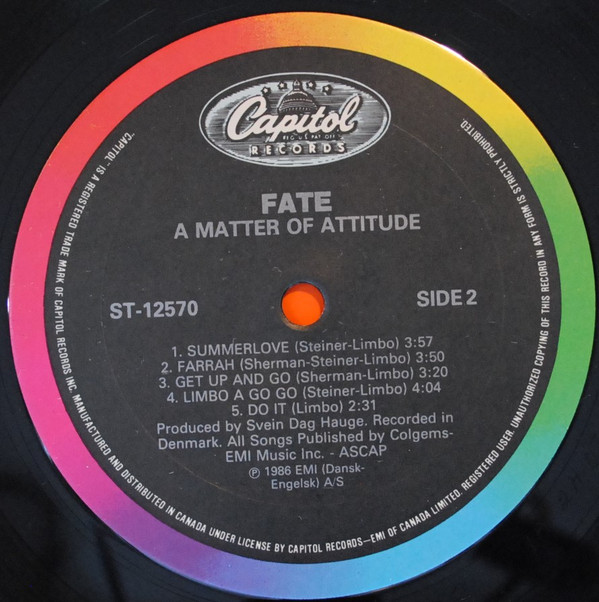 Capitol
REG. U.S. PAT. OFF.
RECORDS
FATE
A MATTER OF ATTITUDE
ST-12570
SIDE 2
1. SUMMERLOVE (Steiner-Limbo) 3:57
2. FARRAH (Sherman-Steiner-Limbo) 3:50
3. GET UP AND GO (Sherman-Limbo) 3:20
4. LIMBO A GO GO (Steiner-Limbo) 4:04
5. DO IT (Limbo) 2:31
Produced by Svein Dag Hauge. Recorded in
Denmark. All Songs Published by Colgems-
EMI Music Inc. - ASCAP
℗ 1986 EMI (Dansk-
Engelsk) A/S
"CAPITOL" IS A REGISTERED TRADE MARK OF CAPITOL RECORDS INC. MANUFACTURED AND DISTRIBUTED IN CANADA UNDER LICENSE BY CAPITOL RECORDS—EMI OF CANADA LIMITED. REGISTERED USER. UNAUTHORIZED COPYING OF THIS RECORD IN ANY FORM IS STRICTLY PROHIBITED.